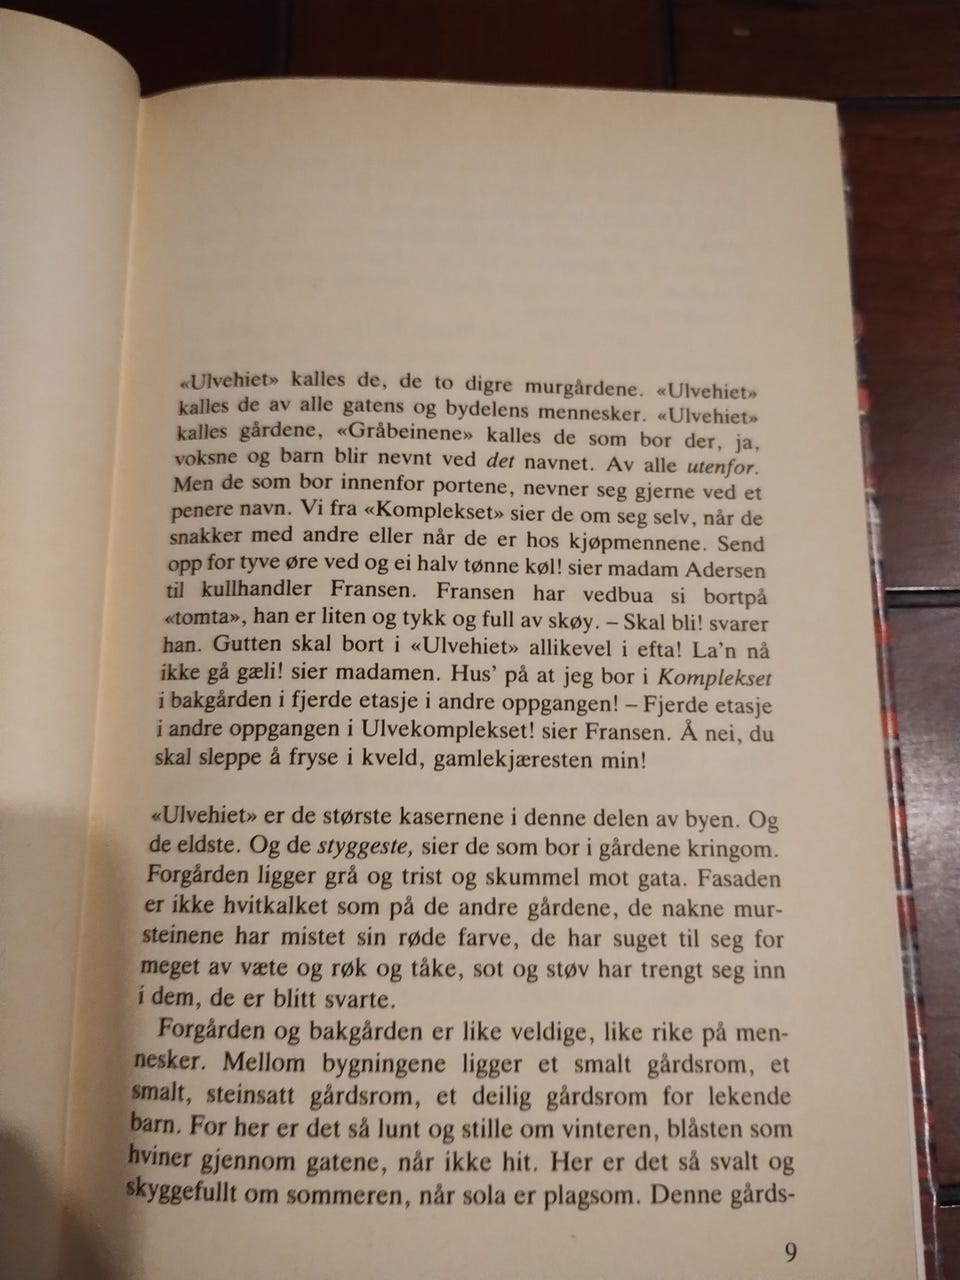 «Ulvehiet» kalles de, de to digre murgårdene. «Ulvehiet»
kalles de av alle gatens og bydelens mennesker. «Ulvehiet»
kalles gårdene, «Gråbeinene» kalles de som bor der, ja,
voksne og barn blir nevnt ved det navnet. Av alle utenfor.
Men de som bor innenfor portene, nevner seg gjerne ved et
penere navn. Vi fra «Komplekset» sier de om seg selv, når de
snakker med andre eller når de er hos kjøpmennene. Send
opp for tyve øre ved og ei halv tønne køl! sier madam Adersen
til kullhandler Fransen. Fransen har vedbua si bortpå
«tomta», han er liten og tykk og full av skøy. – Skal bli! svarer
han. Gutten skal bort i «Ulvehiet» allikevel i efta! La'n nå
ikke gå gæli! sier madamen. Hus' på at jeg bor i Komplekset
i bakgården i fjerde etasje i andre oppgangen! – Fjerde etasje
i andre oppgangen i Ulvekomplekset! sier Fransen. Å nei, du
skal sleppe å fryse i kveld, gamlekjæresten min!
«Ulvehiet» er de største kasernene i denne delen av byen. Og
de eldste. Og de styggeste, sier de som bor i gårdene kringom.
Forgården ligger grå og trist og skummel mot gata. Fasaden
er ikke hvitkalket som på de andre gårdene, de nakne mur-
steinene har mistet sin røde farve, de har suget til seg for
meget av væte og røk og tåke, sot og støv har trengt seg inn
i dem, de er blitt svarte.
Forgården og bakgården er like veldige, like rike på men-
nesker. Mellom bygningene ligger et smalt gårdsrom, et
smalt, steinsatt gårdsrom, et deilig gårdsrom for lekende
barn. For her er det så lunt og stille om vinteren, blåsten som
hviner gjennom gatene, når ikke hit. Her er det så svalt og
skyggefullt om sommeren, når sola er plagsom. Denne gårds-
9